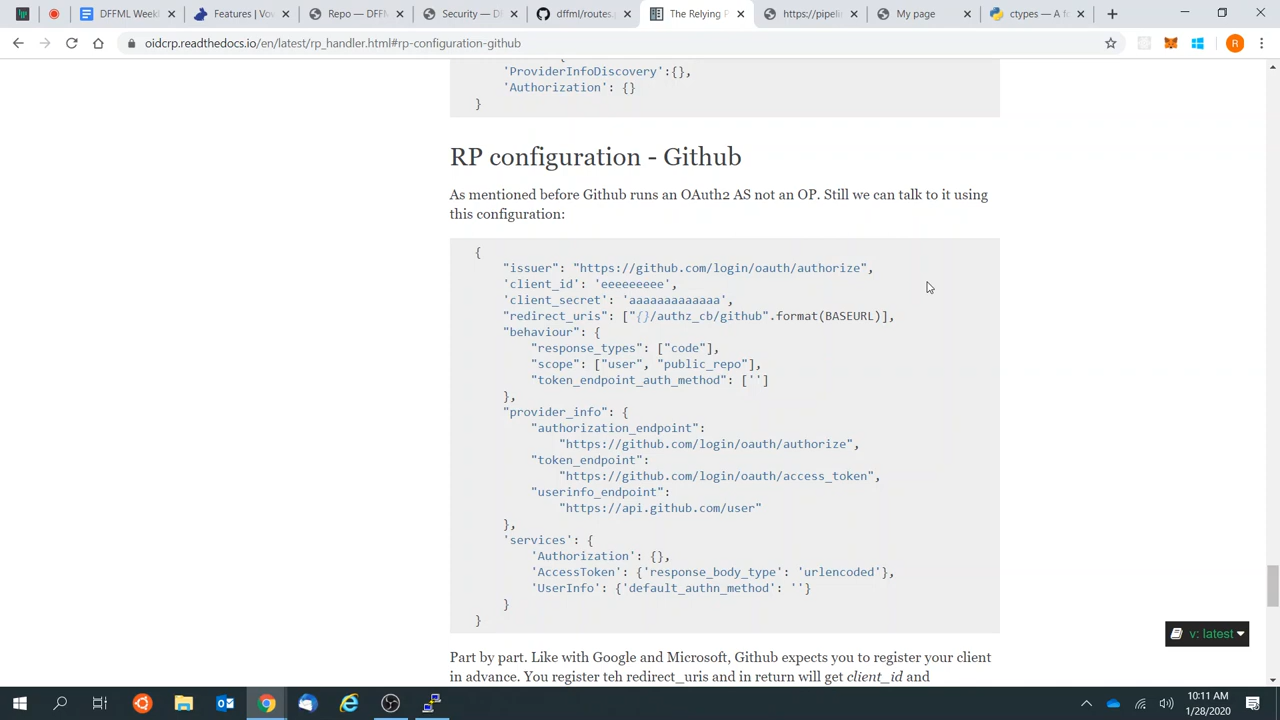 DFFML Weekl
Features | Vow
Repo — DFFM
Security — DF
dffml/routes.p
The Relying P
https://pipelin
My page
ctypes — A fo
oidcrp.readthedocs.io/en/latest/rp_handler.html#rp-configuration-github
R
'ProviderInfoDiscovery':{},
'Authorization': {}
}
RP configuration - Github
As mentioned before Github runs an OAuth2 AS not an OP. Still we can talk to it using
this configuration:
{
"issuer": "https://github.com/login/oauth/authorize",
'client_id': 'eeeeeeeee',
'client_secret': 'aaaaaaaaaaaaa',
"redirect_uris": ["{}/authz_cb/github".format(BASEURL)],
"behaviour": {
"response_types": ["code"],
"scope": ["user", "public_repo"],
"token_endpoint_auth_method": ['']
},
"provider_info": {
"authorization_endpoint":
"https://github.com/login/oauth/authorize",
"token_endpoint":
"https://github.com/login/oauth/access_token",
"userinfo_endpoint":
"https://api.github.com/user"
},
'services': {
'Authorization': {},
'AccessToken': {'response_body_type': 'urlencoded'},
'UserInfo': {'default_authn_method': ''}
}
}
v: latest
Part by part. Like with Google and Microsoft, Github expects you to register your client
in advance. You register teh redirect_uris and in return will get client_id and
10:11 AM
1/28/2020